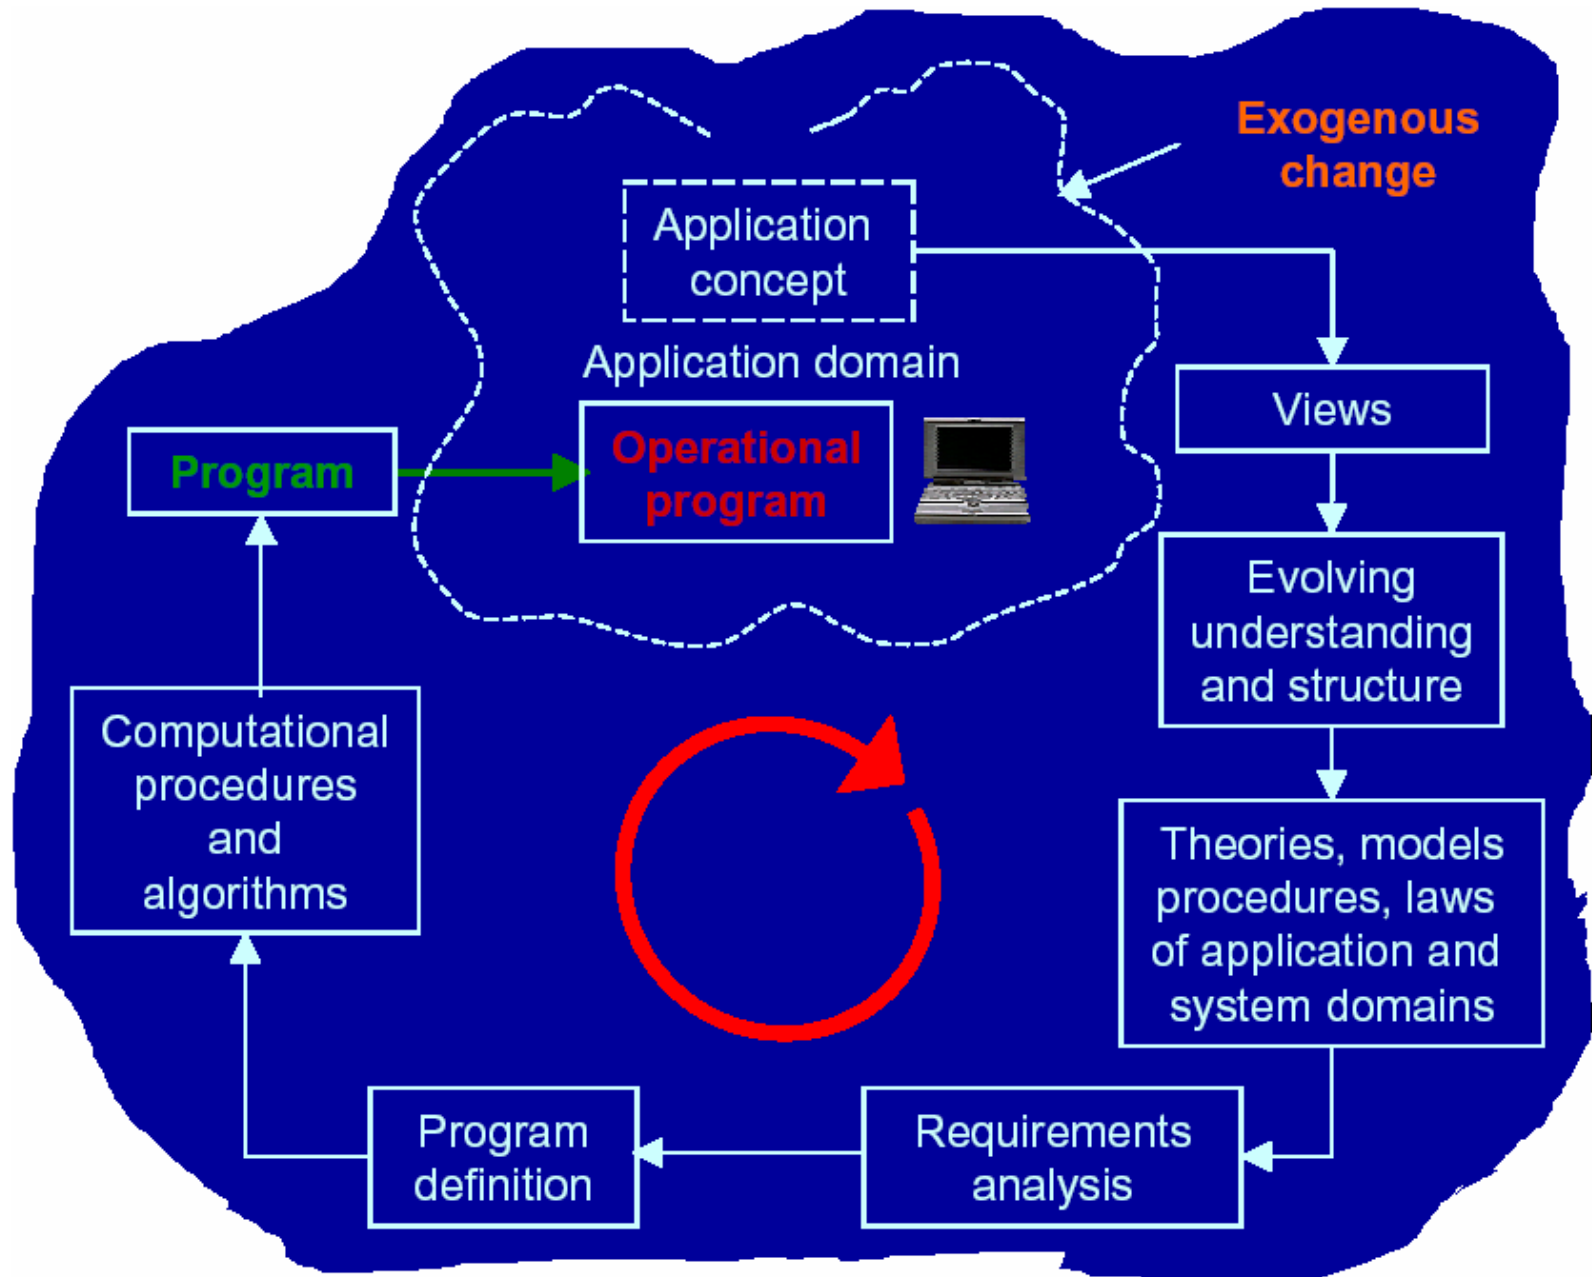 Exogenous
change
Application
concept
Application domain
Operational
program
Program
Views
Evolving
understanding
and structure
Theories, models
procedures, laws
of application and
system domains
Requirements
analysis
Program
definition
Computational
procedures
and
algorithms